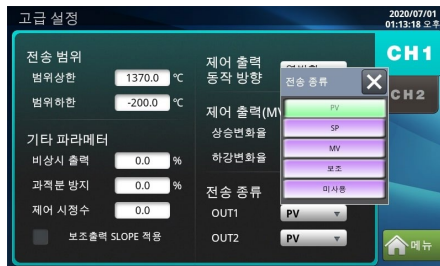 고급 설정
2020/07/01
01:13:18 오후
전송 범위
범위상한 1370.0 ℃
범위하한 -200.0 ℃
기타 파라메터
비상시 출력 0.0 %
과적분 방지 0.0 %
제어 시정수 0.0
보조출력 SLOPE 적용
제어 출력
동작 방향
제어 출력(M
상승변화율
하강변화율
전송 종류
OUT1 PV
OUT2 PV
전송 종류 X
PV
SP
MV
보조
미사용
CH1
CH2
메뉴